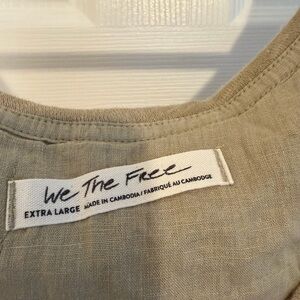 We The Free
EXTRA LARGE MADE IN CAMBODIA / FABRIQUÉ AU CAMBODGE